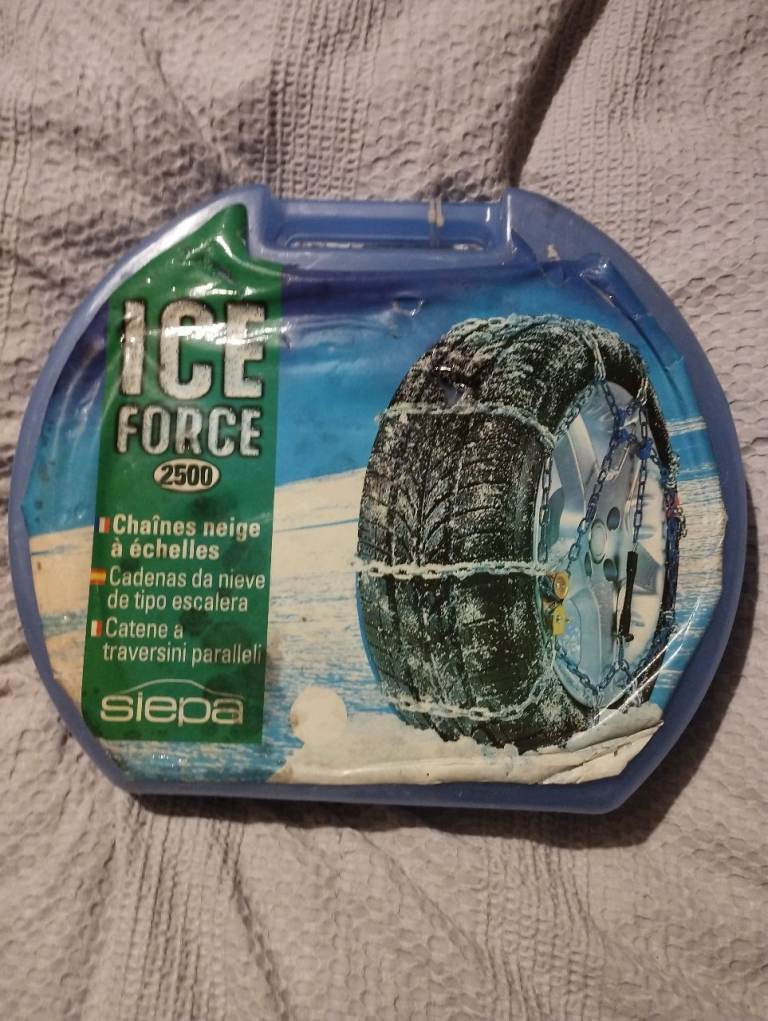 ICE
FORCE
2500
Chaînes neige
à échelles
Cadenas da nieve
de tipo escalera
Catene a
traversini paralleli
siepa